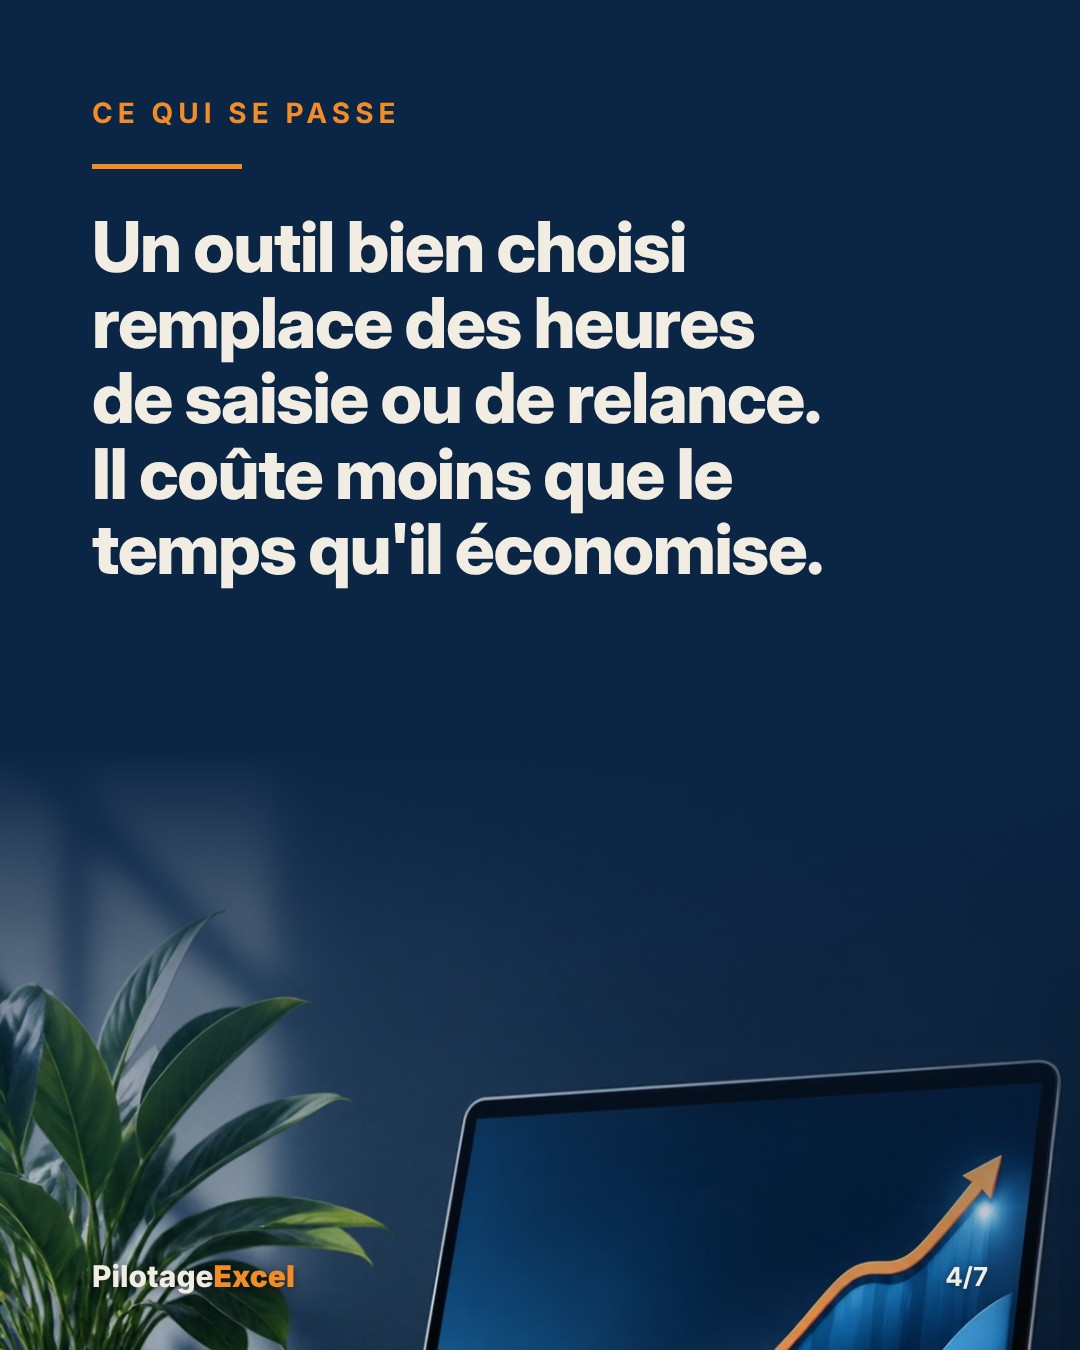 CE QUI SE PASSE
Un outil bien choisi
remplace des heures
de saisie ou de relance.
Il coûte moins que le
temps qu'il économise.
PilotageExcel
4/7